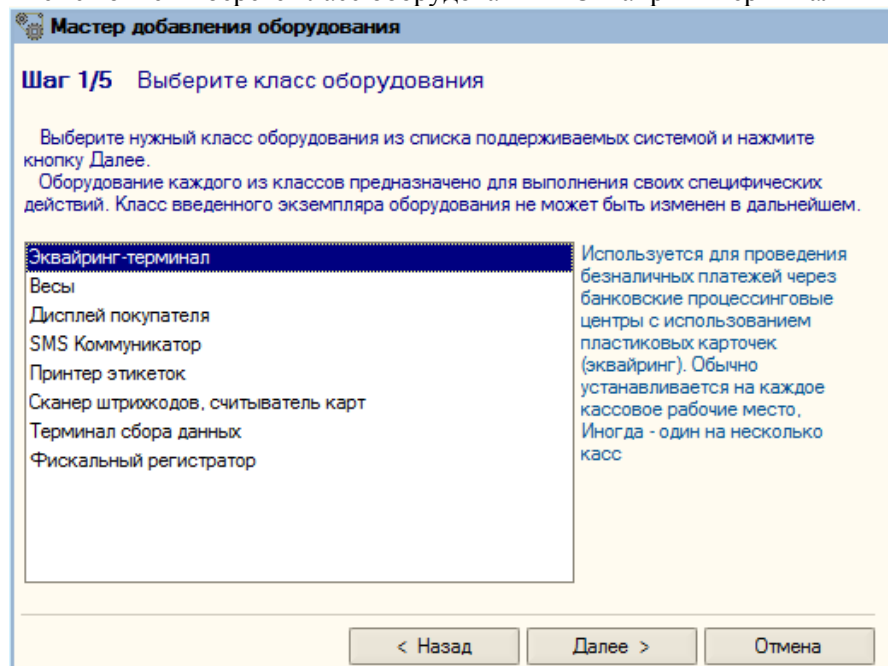 Мастер добавления оборудования
Шаг 1/5 Выберите класс оборудования
Выберите нужный класс оборудования из списка поддерживаемых системой и нажмите
кнопку Далее.
Оборудование каждого из классов предназначено для выполнения своих специфических
действий. Класс введенного экземпляра оборудования не может быть изменен в дальнейшем.
Эквайринг-терминал
Весы
Дисплей покупателя
SMS Коммуникатор
Принтер этикеток
Сканер штрихкодов, считыватель карт
Терминал сбора данных
Фискальный регистратор
Используется для проведения
безналичных платежей через
банковские процессинговые
центры с использованием
пластиковых карточек
(эквайринг). Обычно
устанавливается на каждое
кассовое рабочие место,
Иногда - один на несколько
касс
< Назад
Далее >
Отмена